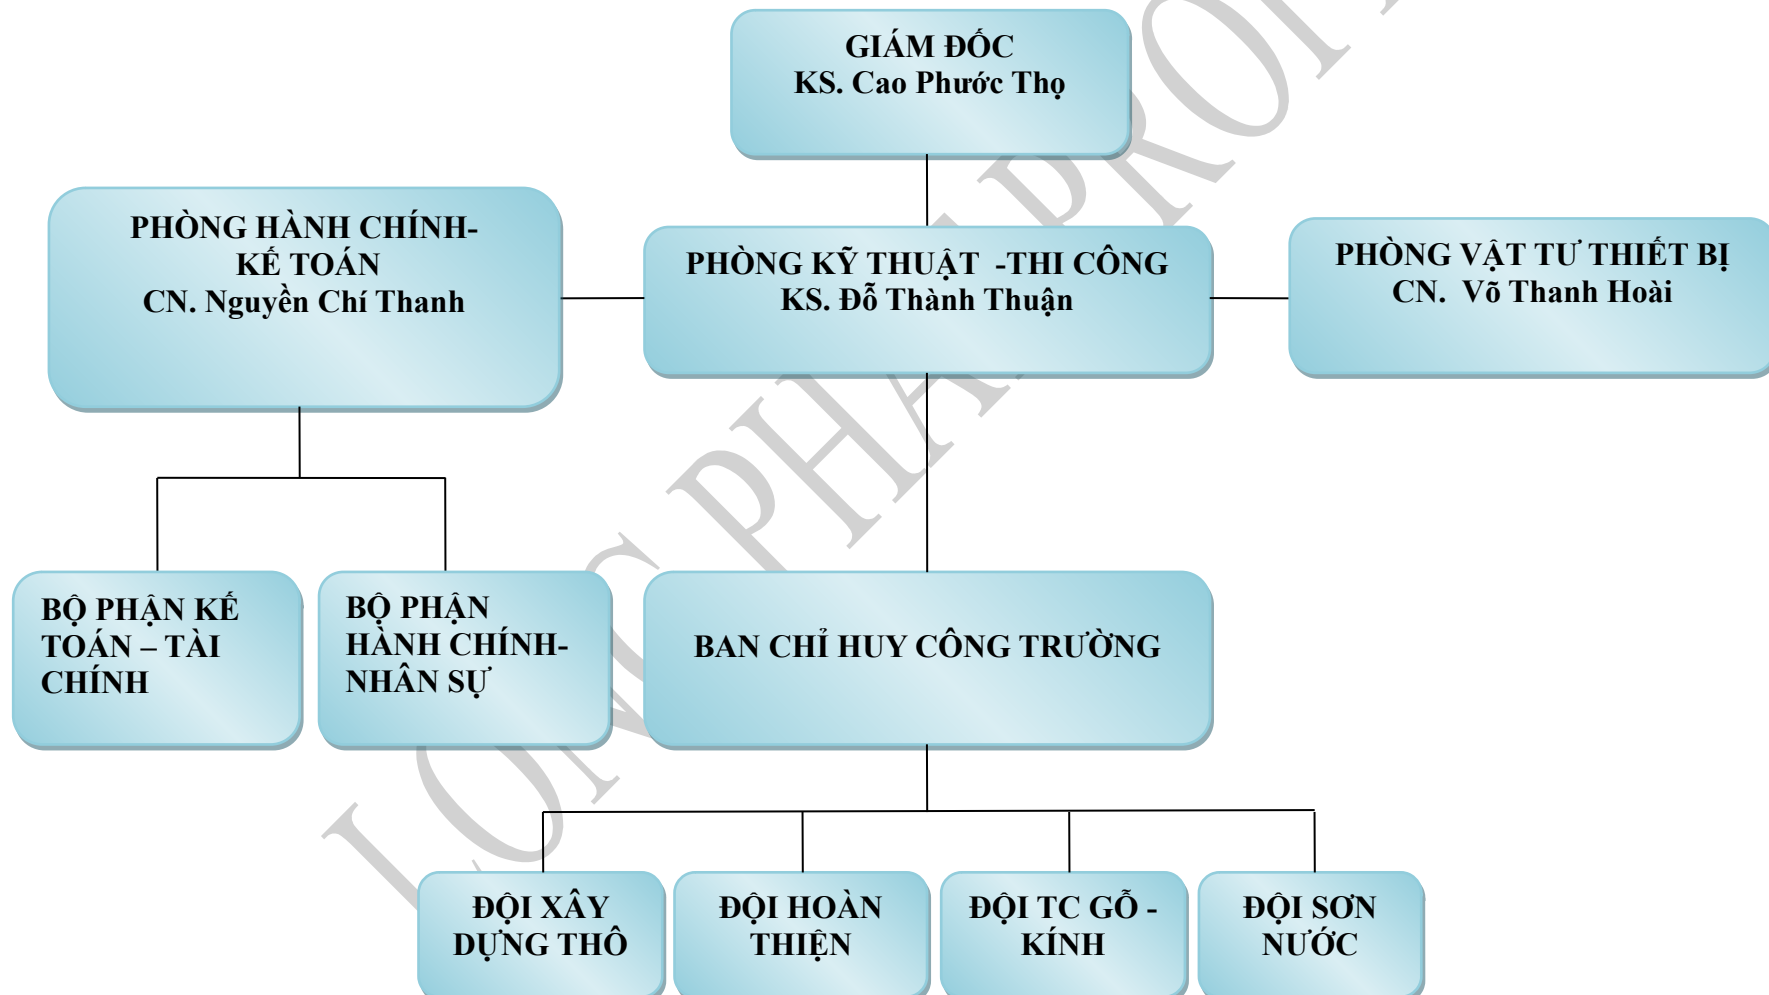 GIÁM ĐỐC
KS. Cao Phước Thọ
PHÒNG HÀNH CHÍNH-
KẾ TOÁN
CN. Nguyễn Chí Thanh
PHÒNG KỸ THUẬT -THI CÔNG
KS. Đỗ Thành Thuận
PHÒNG VẬT TƯ THIẾT BỊ
CN. Võ Thanh Hoài
BỘ PHẬN KẾ
TOÁN – TÀI
CHÍNH
BỘ PHẬN
HÀNH CHÍNH-
NHÂN SỰ
BAN CHỈ HUY CÔNG TRƯỜNG
ĐỘI XÂY
DỰNG THÔ
ĐỘI HOÀN
THIỆN
ĐỘI TC GỖ -
KÍNH
ĐỘI SƠN
NƯỚC
LONG PHA